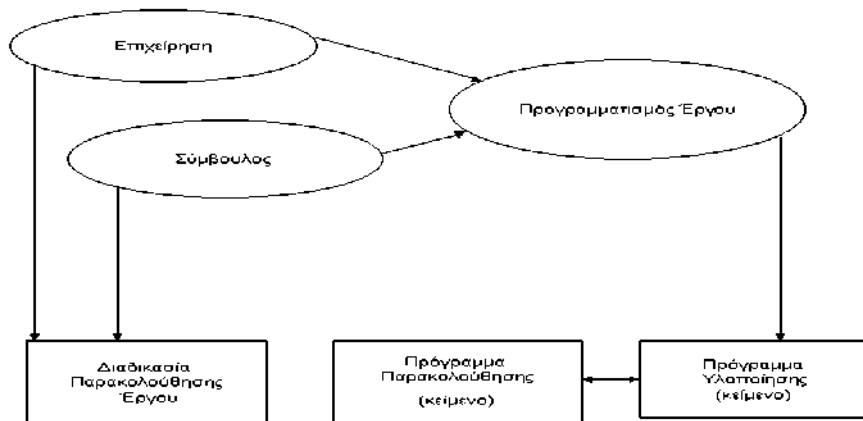 Επιχείρηση
Προγραμματισμός Έργου
Σύμβουλος
Διαδικασία
Παρακολούθησης
Έργου
Πρόγραμμα
Παρακολούθησης
(κείμενο)
Πρόγραμμα
Υλοποίησης
(κείμενο)